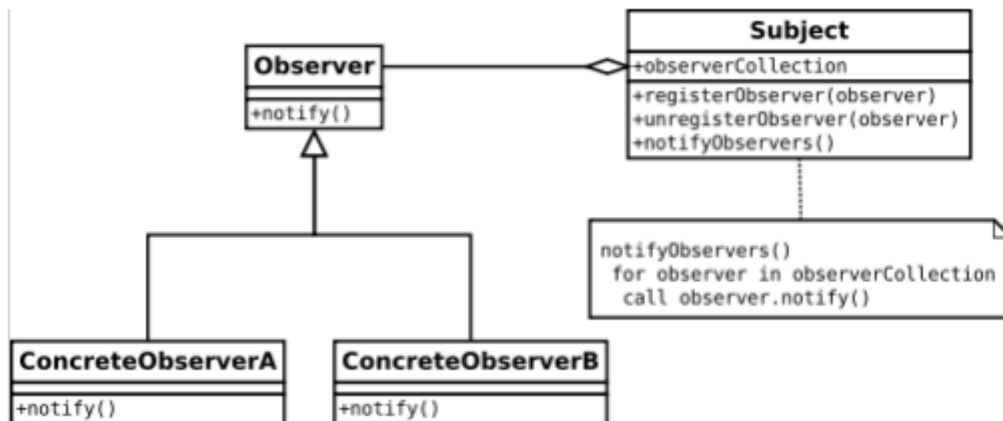 Subject
Observer
+observerCollection
+notify()
+registerObserver(observer)
+unregisterObserver(observer)
+notifyObservers()
notifyObservers()
for observer in observerCollection
call observer.notify()
ConcreteObserverA
+notify()
ConcreteObserverB
+notify()